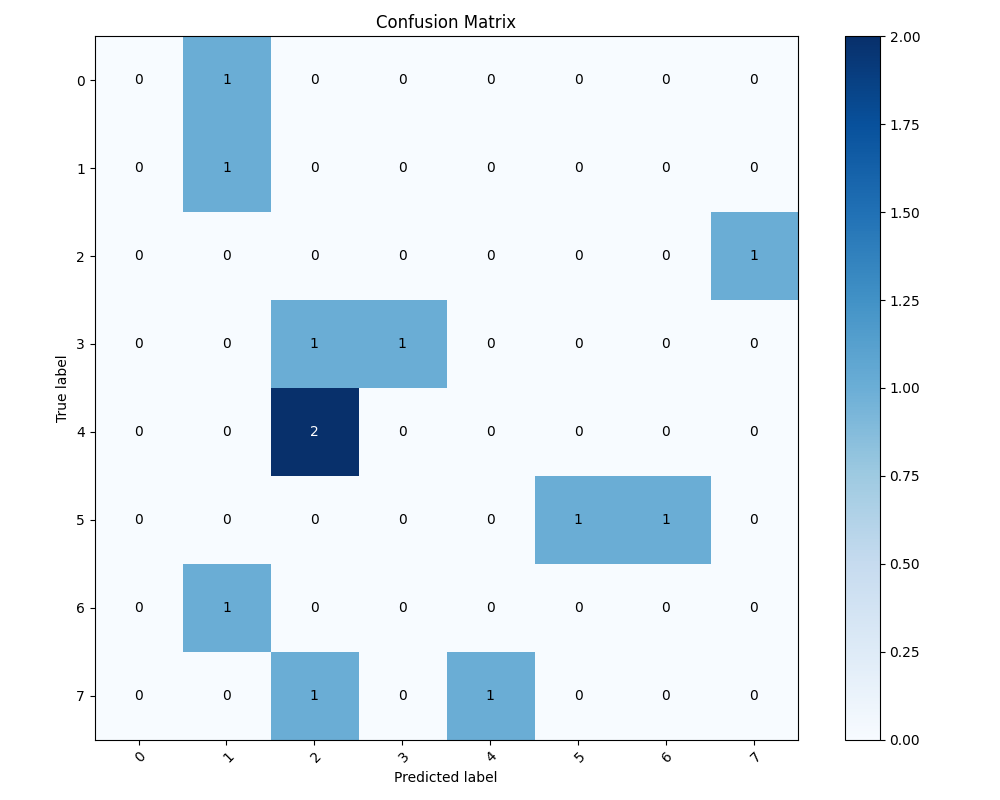 Confusion Matrix
0 0 1 0 0 0 0 0 0
1 0 1 0 0 0 0 0 0
2 0 0 0 0 0 0 0 1
3 0 0 1 1 0 0 0 0
4 0 0 2 0 0 0 0 0
5 0 0 0 0 0 1 1 0
6 0 1 0 0 0 0 0 0
7 0 0 1 0 1 0 0 0
0 1 2 3 4 5 6 7
True label
Predicted label
2.00
1.75
1.50
1.25
1.00
0.75
0.50
0.25
0.00